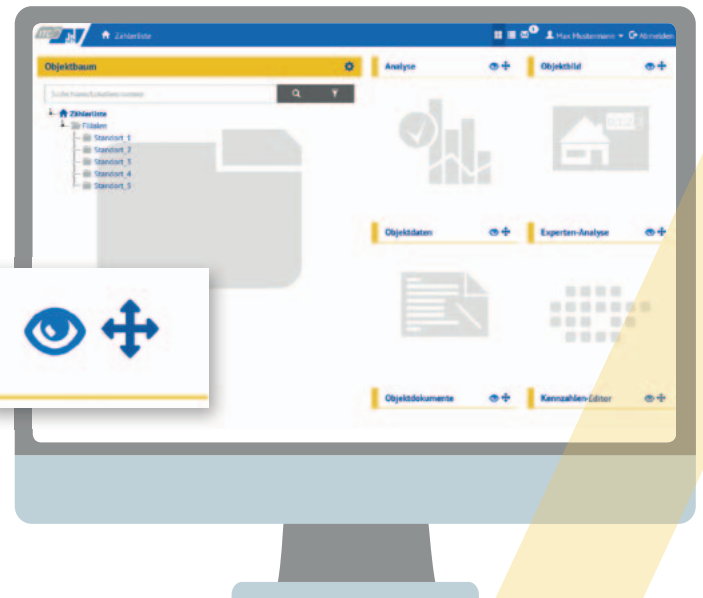 Zählerliste
Max Mustermann
Abmelden
Objektbaum
Analyse
Objektbild
Zählerliste
Filialen
Standort_1
Standort_2
Standort_3
Standort_4
Standort_5
Objektdaten
Experten-Analyse
Objektdokumente
Kennzahlen-Editor